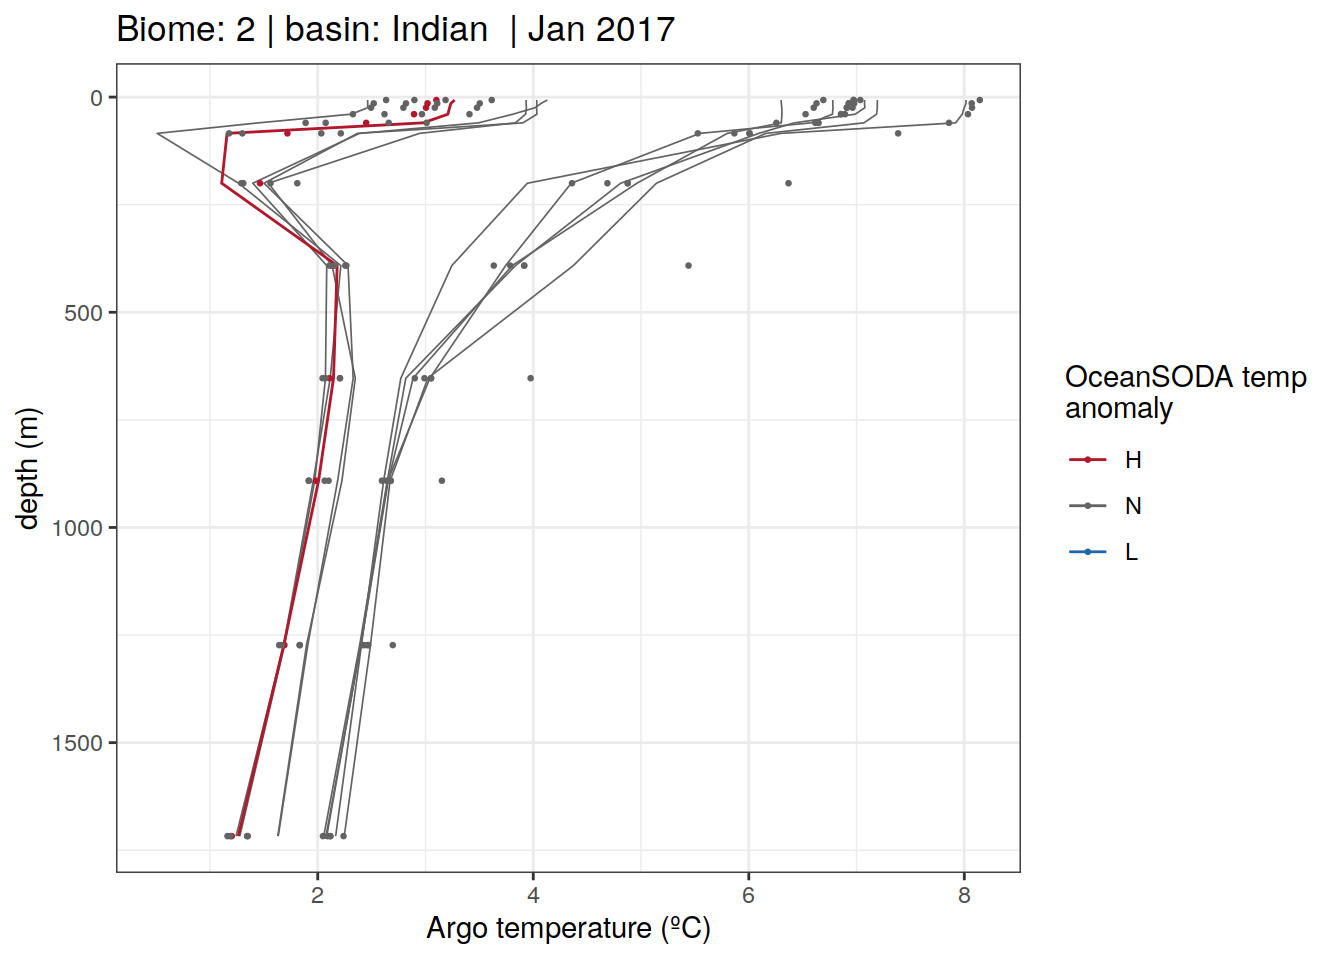 Biome: 2 | basin: Indian  | Jan 2017
0
500
1000
1500
depth (m)
2
4
6
8
Argo temperature (ºC)
OceanSODA temp
anomaly
H
N
L